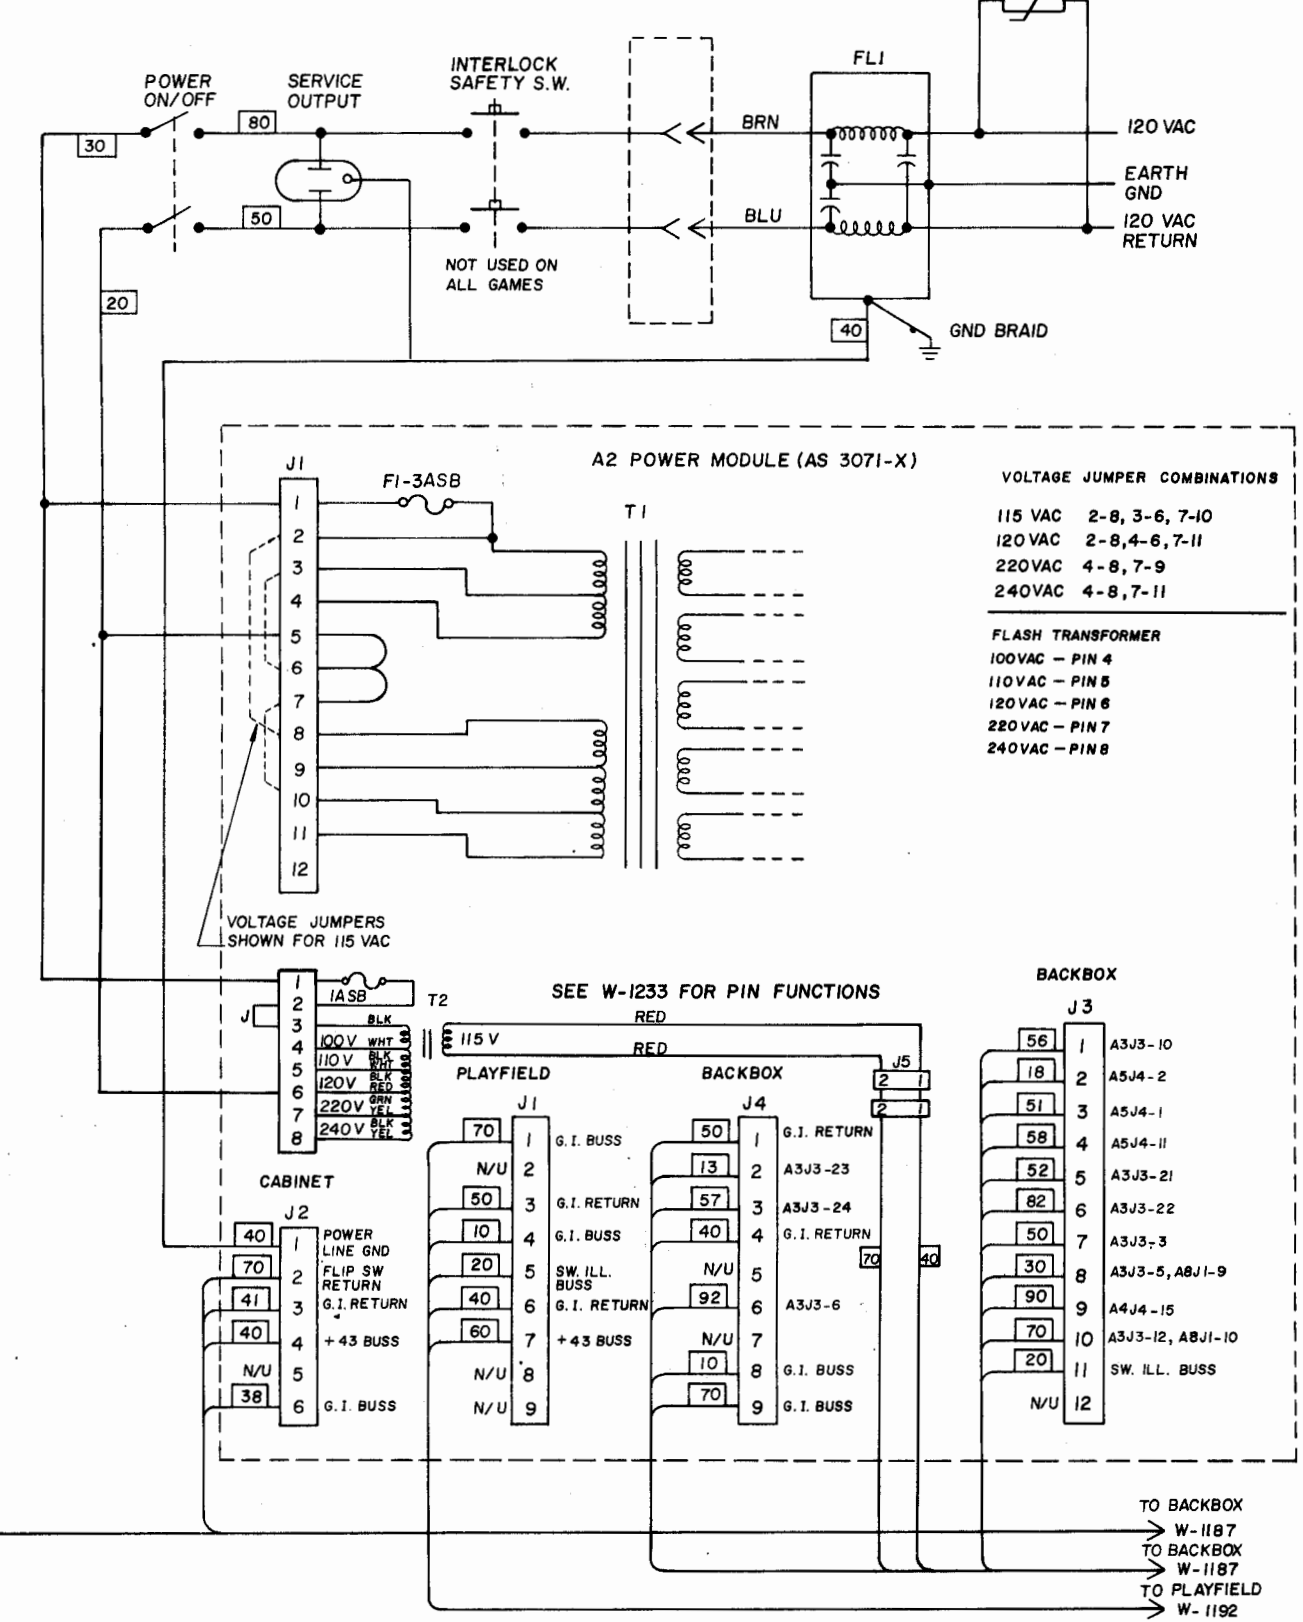 POWER
ON/OFF
SERVICE
OUTPUT
INTERLOCK
SAFETY S.W.
FL1
80
30
BRN
120 VAC
EARTH
GND
50
BLU
120 VAC
RETURN
NOT USED ON
ALL GAMES
20
40
GND BRAID
A2 POWER MODULE (AS 3071-X)
J1
F1-3ASB
T1
1
2
3
4
5
6
7
8
9
10
11
12
VOLTAGE JUMPER COMBINATIONS
115 VAC 2-8, 3-6, 7-10
120 VAC 2-8, 4-6, 7-11
220VAC 4-8, 7-9
240VAC 4-8, 7-11
FLASH TRANSFORMER
100VAC - PIN 4
110VAC - PIN 5
120VAC - PIN 6
220VAC - PIN 7
240VAC - PIN 8
VOLTAGE JUMPERS
SHOWN FOR 115 VAC
J
1
1ASB
2
3 BLK
4 100V WHT
5 110V BLK WHT
6 120V BLK RED
7 220V GRN YEL
8 240V BLK YEL
T2
SEE W-1233 FOR PIN FUNCTIONS
RED
115 V
RED
J5
2 1
2 1
70
40
CABINET
J2
40 1 POWER LINE GND
70 2 FLIP SW RETURN
41 3 G.I. RETURN
40 4 +43 BUSS
N/U 5
38 6 G.I. BUSS
PLAYFIELD
J1
70 1 G.I. BUSS
N/U 2
50 3 G.I. RETURN
10 4 G.I. BUSS
20 5 SW. ILL. BUSS
40 6 G.I. RETURN
60 7 +43 BUSS
N/U 8
N/U 9
BACKBOX
J4
50 1 G.I. RETURN
13 2 A3J3-23
57 3 A3J3-24
40 4 G.I. RETURN
N/U 5
92 6 A3J3-6
N/U 7
10 8 G.I. BUSS
70 9 G.I. BUSS
BACKBOX
J3
56 1 A3J3-10
18 2 A5J4-2
51 3 A5J4-1
58 4 A5J4-11
52 5 A3J3-21
82 6 A3J3-22
50 7 A3J3-3
30 8 A3J3-5, A8J1-9
90 9 A4J4-15
70 10 A3J3-12, A8J1-10
20 11 SW. ILL. BUSS
N/U 12
TO BACKBOX
W-1187
TO BACKBOX
W-1187
TO PLAYFIELD
W-1192